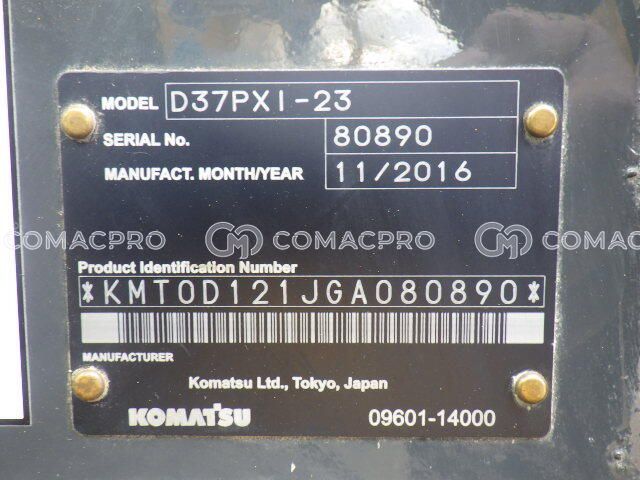 MODEL D37PXI-23
SERIAL No. 80890
MANUFACT. MONTH/YEAR 11/2016
COMACPRO COMACPRO COMACPRO
Product Identification Number
*KMT0D121JGA080890*
MANUFACTURER
Komatsu Ltd., Tokyo, Japan
KOMATSU 09601-14000